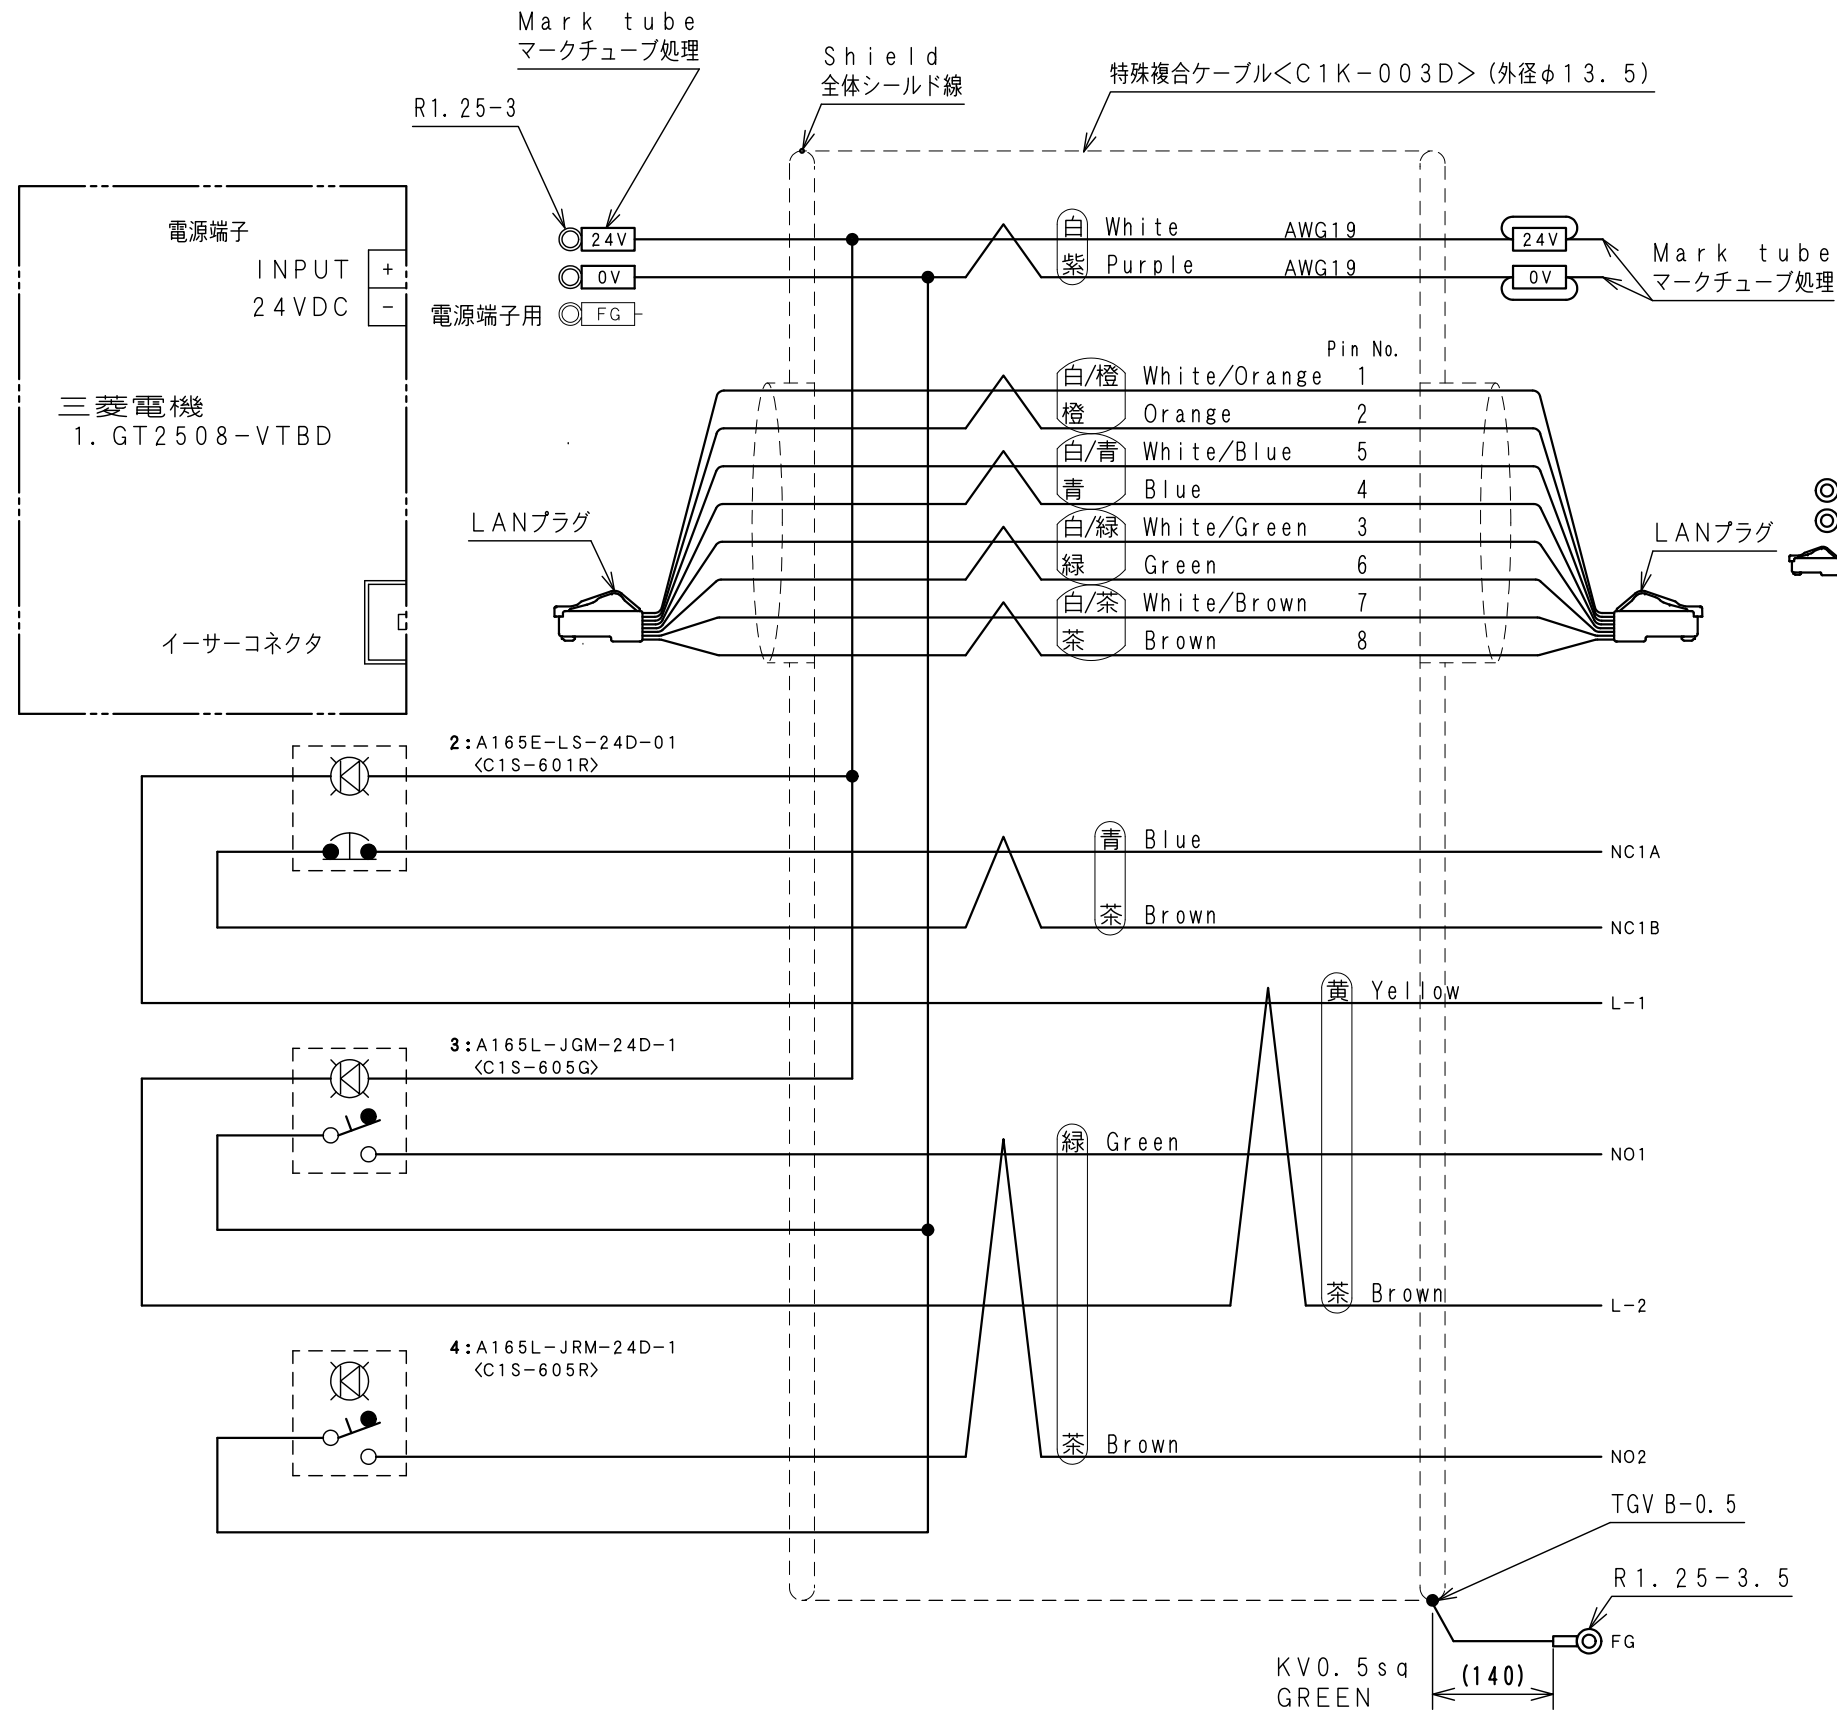 Mark tube
マークチューブ処理
Shield
全体シールド線
特殊複合ケーブル<C1K-003D>(外径φ13.5)
R1.25-3
電源端子
INPUT
24VDC
+
-
24V
0V
電源端子用
FG
白 White AWG19
紫 Purple AWG19
24V
0V
Mark tube
マークチューブ処理
三菱電機
1.GT2508-VTBD
Pin No.
白/橙 White/Orange 1
橙 Orange 2
白/青 White/Blue 5
青 Blue 4
白/緑 White/Green 3
緑 Green 6
白/茶 White/Brown 7
茶 Brown 8
LANプラグ
LANプラグ
イーサーコネクタ
2:A165E-LS-24D-01
<C1S-601R>
青 Blue NC1A
茶 Brown NC1B
黄 Yellow L-1
3:A165L-JGM-24D-1
<C1S-605G>
緑 Green NO1
茶 Brown L-2
4:A165L-JRM-24D-1
<C1S-605R>
茶 Brown NO2
TGV B-0.5
R1.25-3.5
FG
KV0.5sq
GREEN
(140)